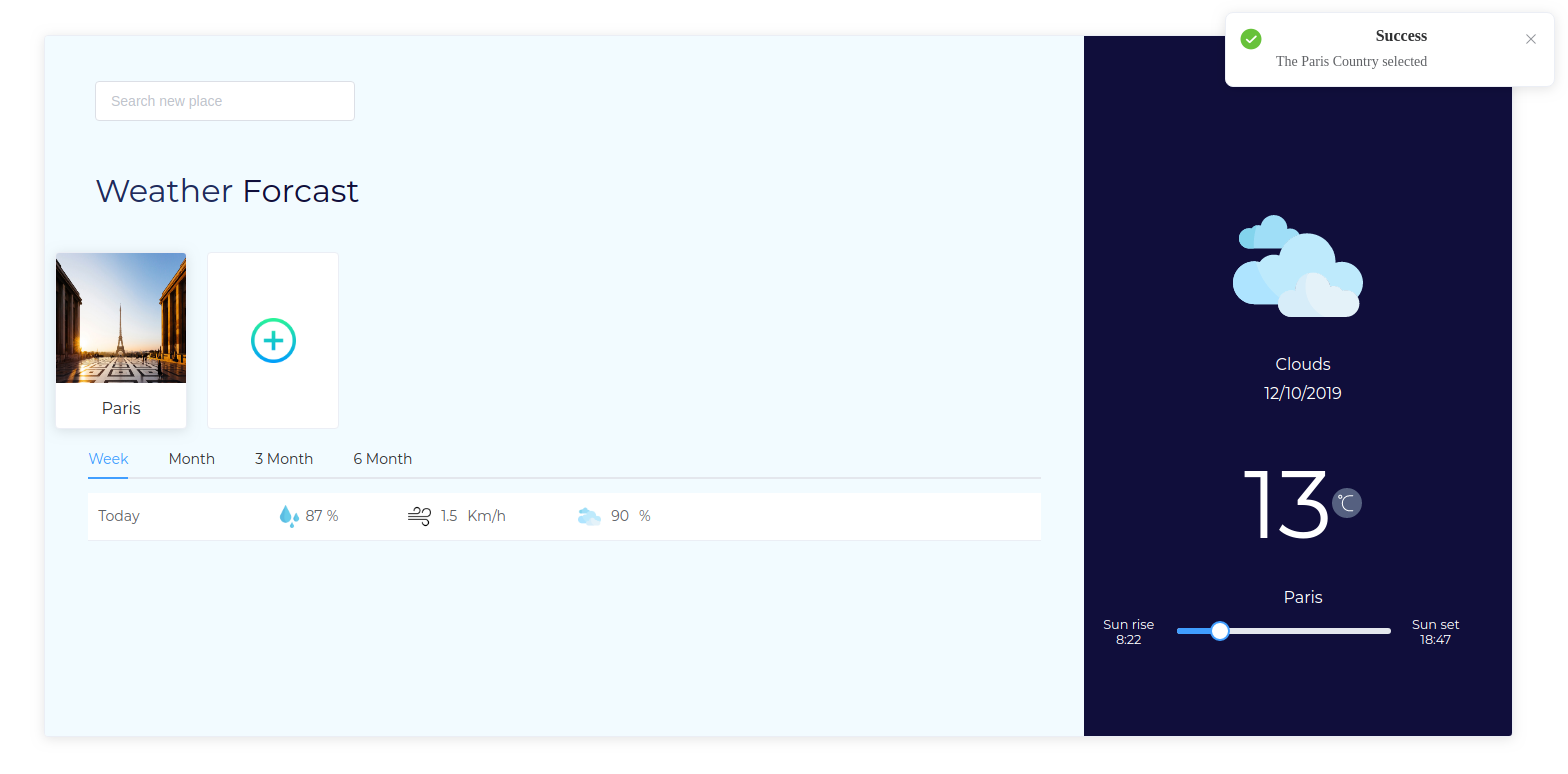 Success
The Paris Country selected
Search new place
Weather Forcast
Paris
Week Month 3 Month 6 Month
Today 87 % 1.5 Km/h 90 %
Clouds
12/10/2019
13 °C
Paris
Sun rise
8:22
Sun set
18:47